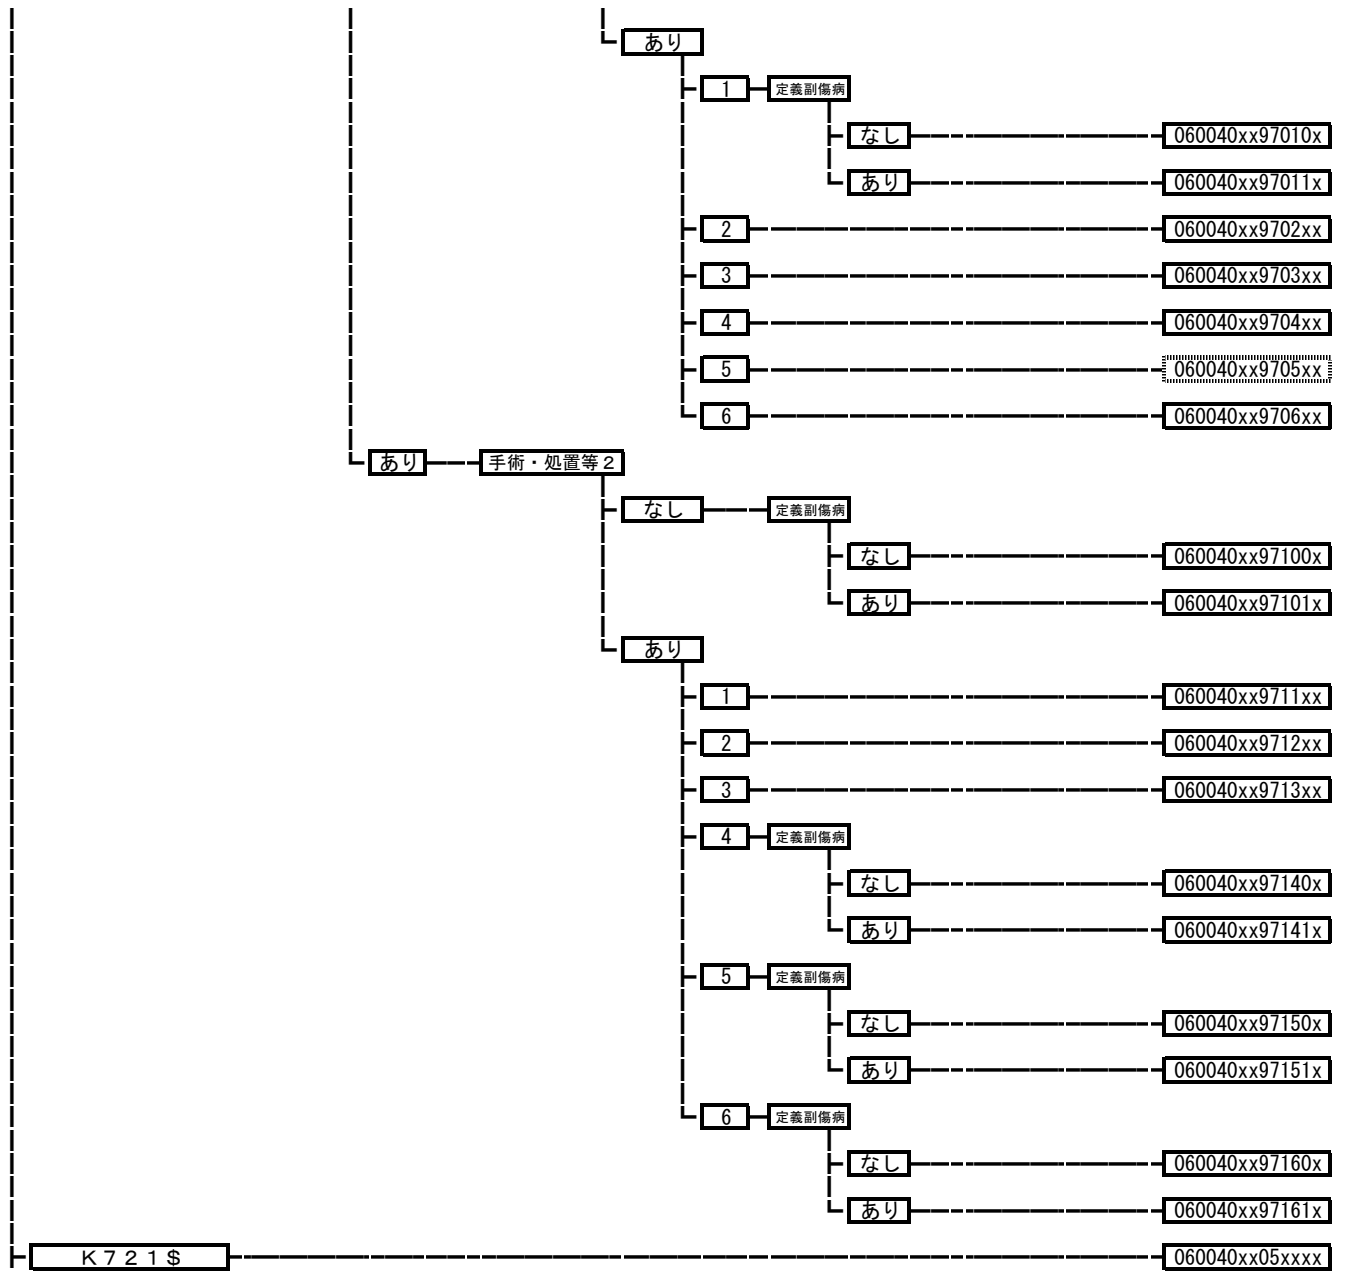 あり
1 定義副傷病
なし 060040xx97010x
あり 060040xx97011x
2 060040xx9702xx
3 060040xx9703xx
4 060040xx9704xx
5 060040xx9705xx
6 060040xx9706xx
あり 手術・処置等２
なし 定義副傷病
なし 060040xx97100x
あり 060040xx97101x
あり
1 060040xx9711xx
2 060040xx9712xx
3 060040xx9713xx
4 定義副傷病
なし 060040xx97140x
あり 060040xx97141x
5 定義副傷病
なし 060040xx97150x
あり 060040xx97151x
6 定義副傷病
なし 060040xx97160x
あり 060040xx97161x
Ｋ７２１＄ 060040xx05xxxx